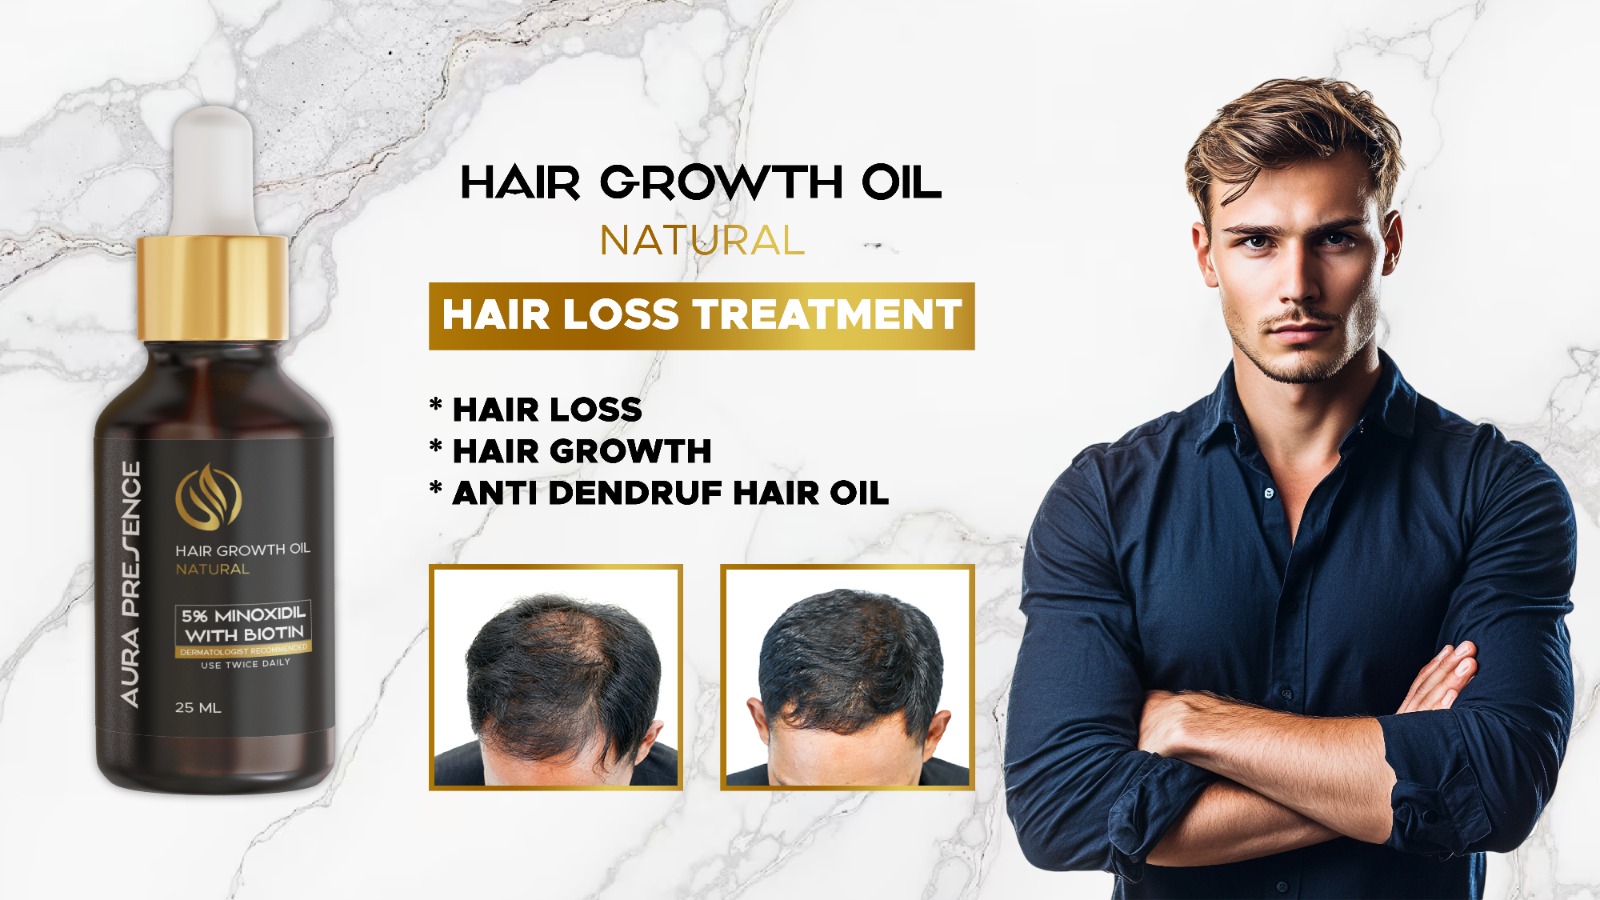 HAIR GROWTH OIL
NATURAL
HAIR LOSS TREATMENT
* HAIR LOSS
* HAIR GROWTH
* ANTI DENDRUF HAIR OIL
AURA PRESENCE
HAIR GROWTH OIL
NATURAL
5% MINOXIDIL
WITH BIOTIN
DERMATOLOGIST RECOMMENDED
USE TWICE DAILY
25 ML